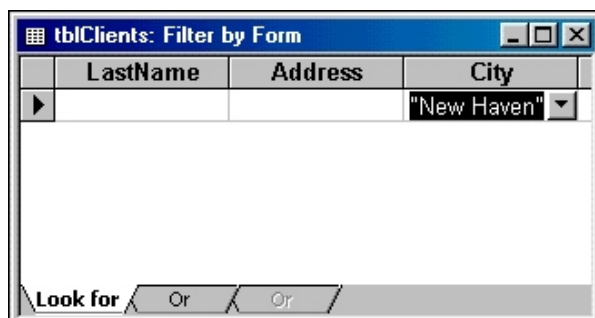 tblClients: Filter by Form
LastName Address City
"New Haven"
Look for Or Or